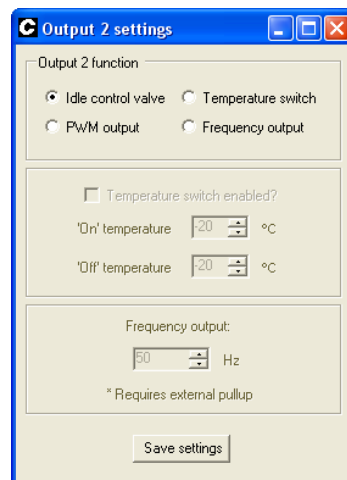 C Output 2 settings
Output 2 function
Idle control valve Temperature switch
PWM output Frequency output
Temperature switch enabled?
'On' temperature -20 °C
'Off' temperature -20 °C
Frequency output:
50 Hz
* Requires external pullup
Save settings